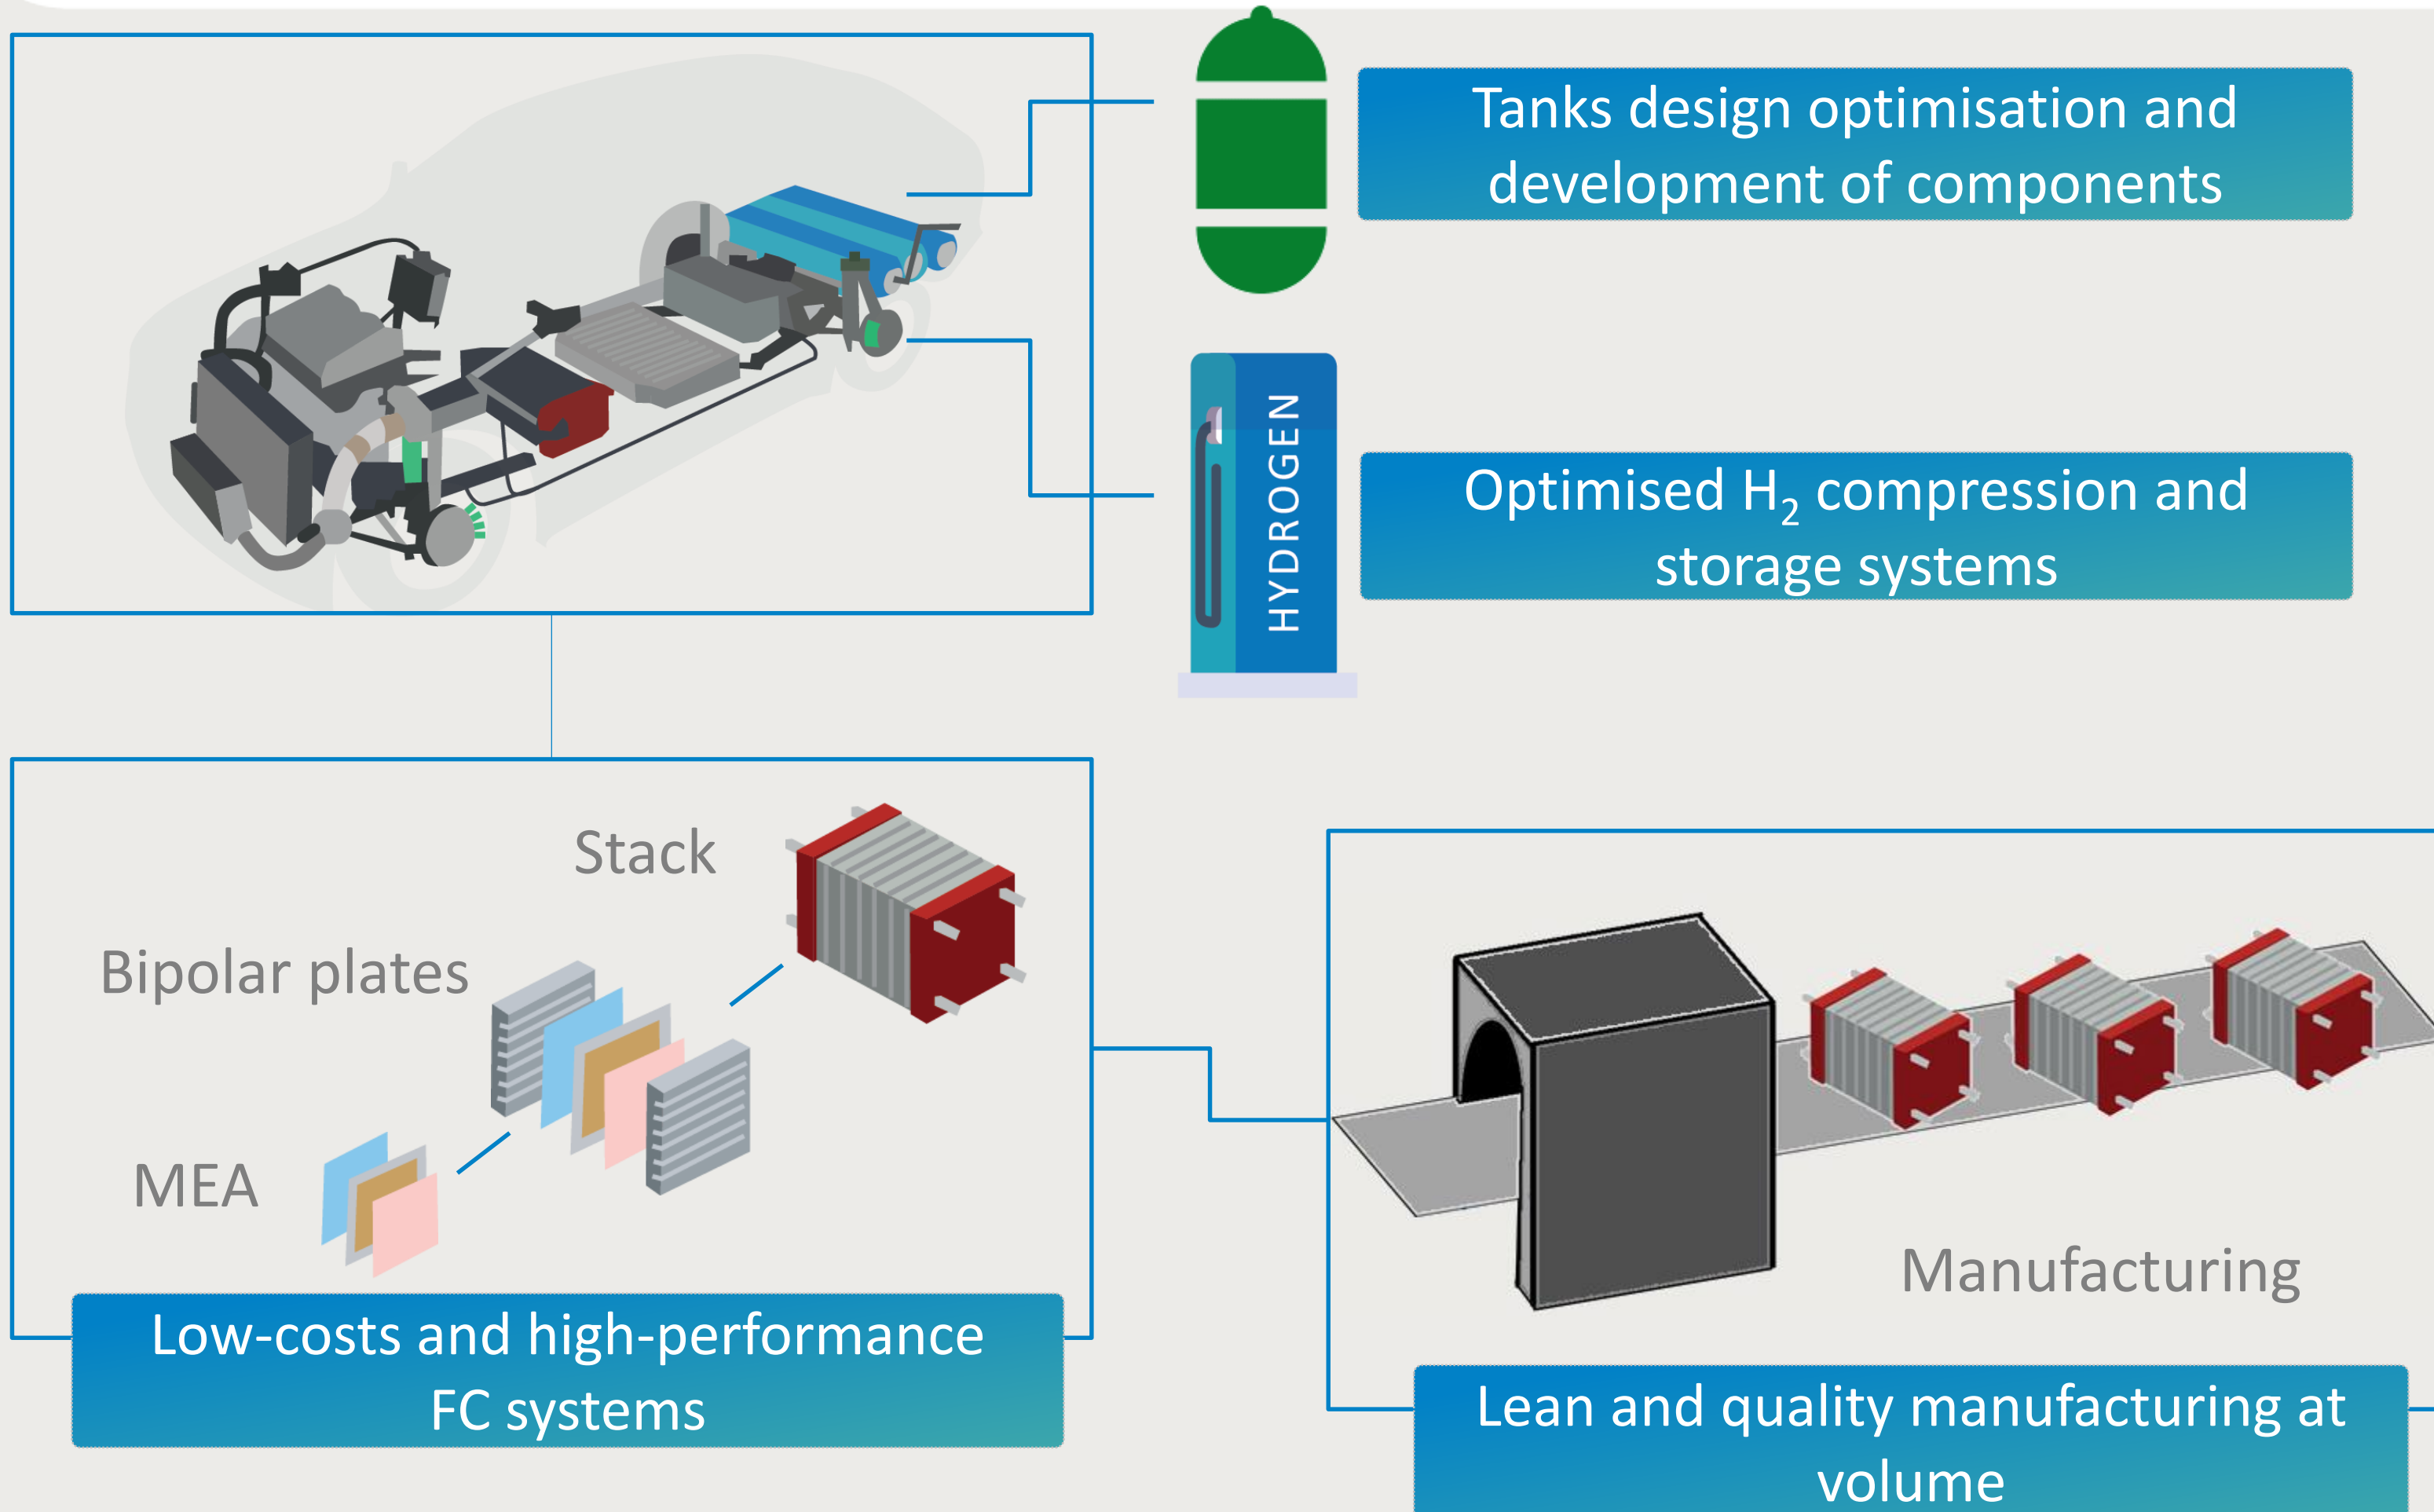 Tanks design optimisation and
development of components
HYDROGEN
Optimised H₂ compression and
storage systems
Stack
Bipolar plates
MEA
Low-costs and high-performance
FC systems
Manufacturing
Lean and quality manufacturing at
volume